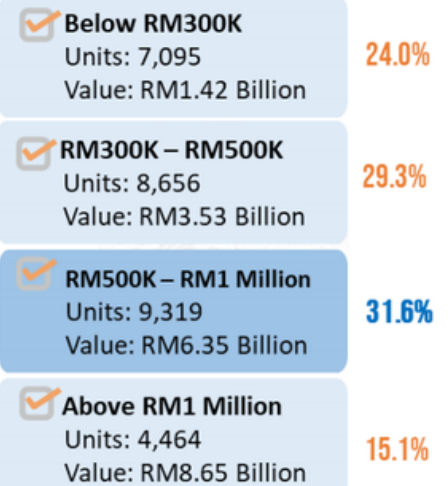 Below RM300K
Units: 7,095
Value: RM1.42 Billion
24.0%
RM300K – RM500K
Units: 8,656
Value: RM3.53 Billion
29.3%
RM500K – RM1 Million
Units: 9,319
Value: RM6.35 Billion
31.6%
Above RM1 Million
Units: 4,464
Value: RM8.65 Billion
15.1%